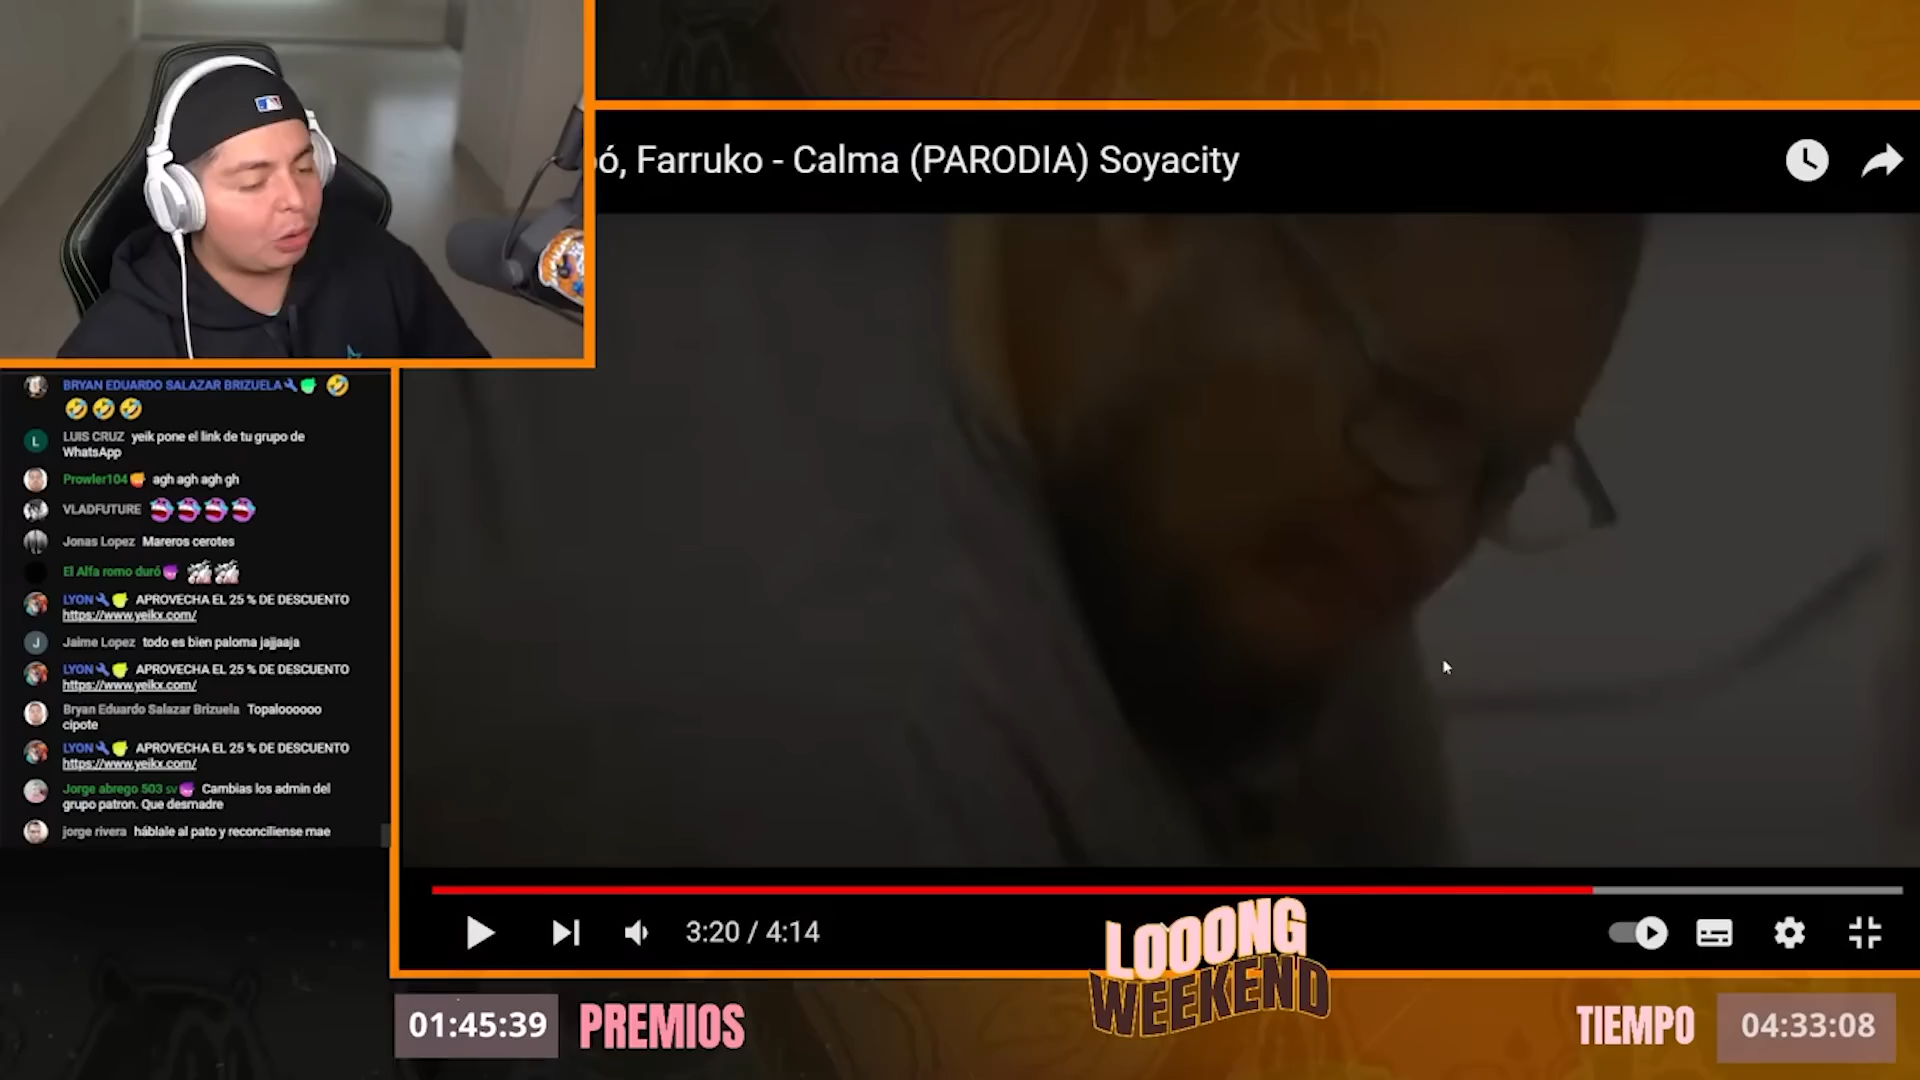 ó, Farruko - Calma (PARODIA) Soyacity
BRYAN EDUARDO SALAZAR BRIZUELA
LUIS CRUZ yeik pone el link de tu grupo de
WhatsApp
Prowler104 agh agh agh gh
VLADFUTURE
Jonas Lopez Mareros cerotes
El Alfa romo duró
LYON APROVECHA EL 25 % DE DESCUENTO
https://www.yeikx.com/
Jaime Lopez todo es bien paloma jajjaaja
LYON APROVECHA EL 25 % DE DESCUENTO
https://www.yeikx.com/
Bryan Eduardo Salazar Brizuela Topaloooooo
cipote
LYON APROVECHA EL 25 % DE DESCUENTO
https://www.yeikx.com/
Jorge abrego 503 sv Cambias los admin del
grupo patron. Que desmadre
jorge rivera háblale al pato y reconciliense mae
3:20 / 4:14
LOOONG
WEEKEND
01:45:39 PREMIOS
TIEMPO 04:33:08